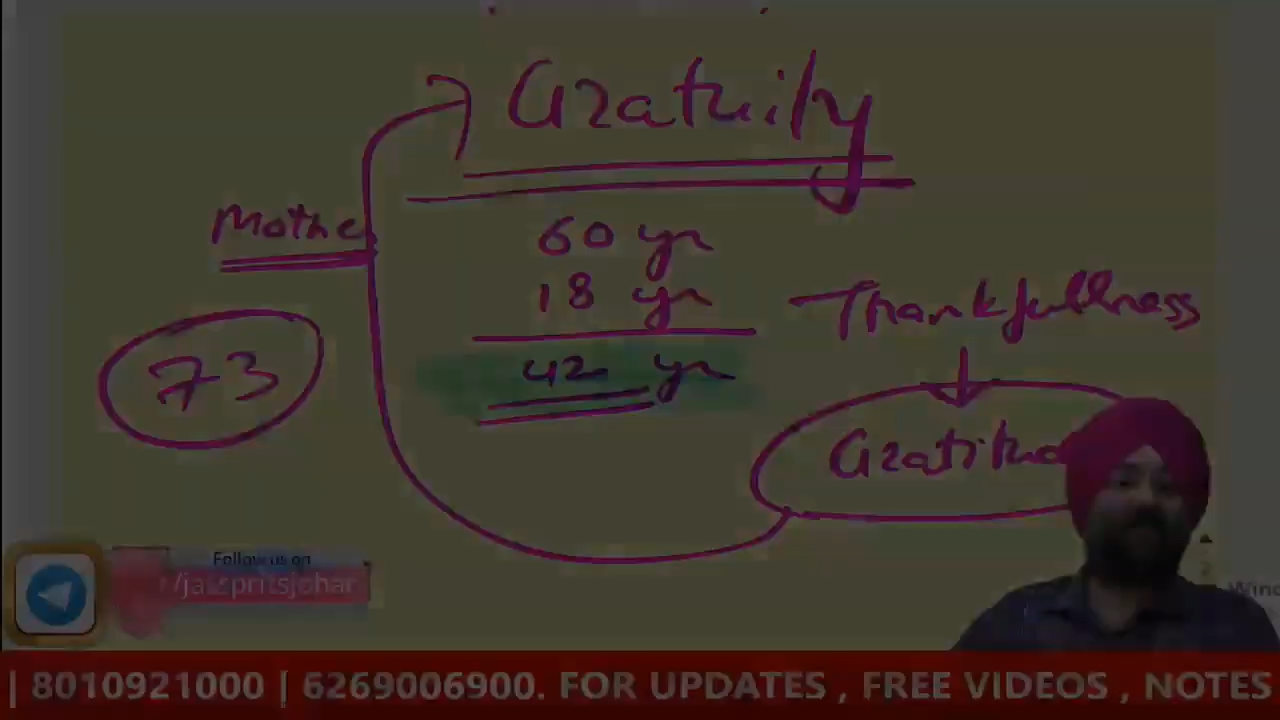 Gratuity
Mother
60 yr
18 yr
42 yr
73
Thankfullness
Follow us on
| 8010921000 | 6269006900. FOR UPDATES , FREE VIDEOS , NOTES